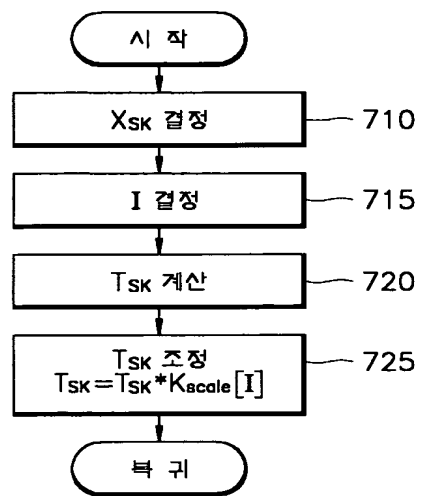 시 작
XSK 결정
710
I 결정
715
TSK 계산
720
TSK 조정
TSK=TSK*Kscale[I]
725
복 귀